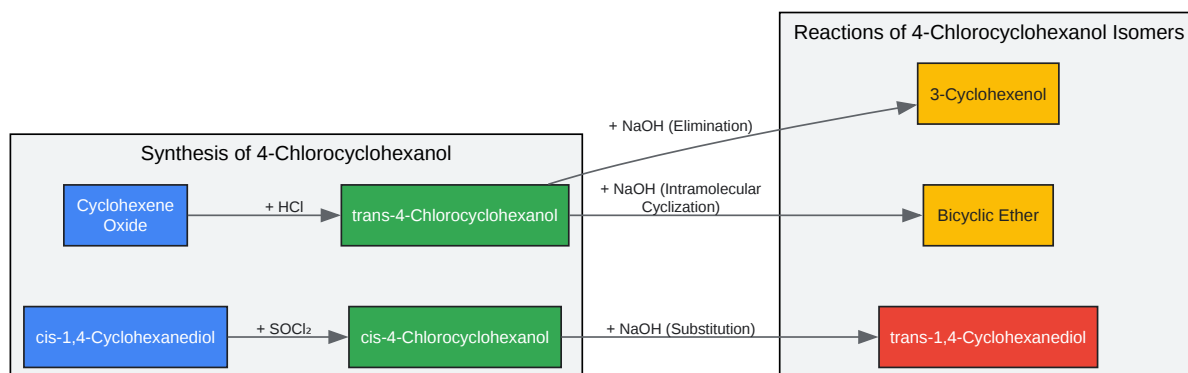 Reactions of 4-Chlorocyclohexanol Isomers
3-Cyclohexenol
+ NaOH (Elimination)
Synthesis of 4-Chlorocyclohexanol
Cyclohexene
Oxide
+ HCl
trans-4-Chlorocyclohexanol
+ NaOH (Intramolecular
Cyclization)
Bicyclic Ether
cis-1,4-Cyclohexanediol
+ SOCl₂
cis-4-Chlorocyclohexanol
+ NaOH (Substitution)
trans-1,4-Cyclohexanediol